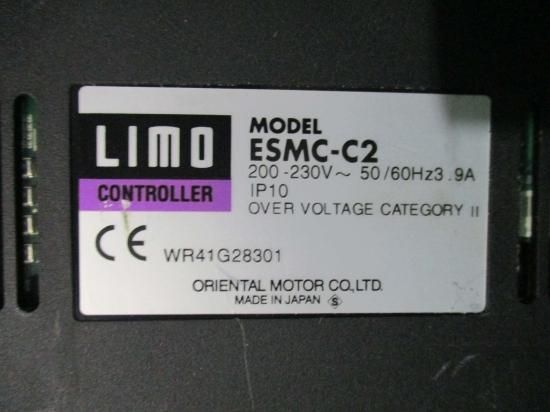 LIMO
CONTROLLER
MODEL
ESMC-C2
200-230V~ 50/60Hz3.9A
IP10
OVER VOLTAGE CATEGORY II
CE
WR41G28301
ORIENTAL MOTOR CO.,LTD.
MADE IN JAPAN S